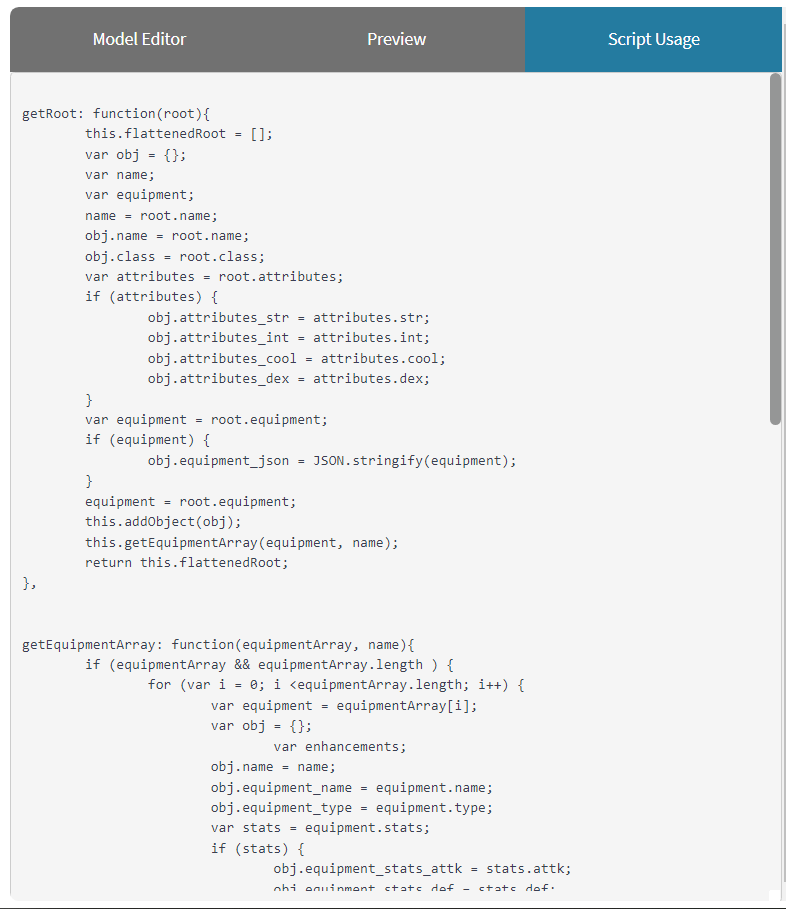 Model Editor Preview Script Usage
getRoot: function(root){
this.flattenedRoot = [];
var obj = {};
var name;
var equipment;
name = root.name;
obj.name = root.name;
obj.class = root.class;
var attributes = root.attributes;
if (attributes) {
obj.attributes_str = attributes.str;
obj.attributes_int = attributes.int;
obj.attributes_cool = attributes.cool;
obj.attributes_dex = attributes.dex;
}
var equipment = root.equipment;
if (equipment) {
obj.equipment_json = JSON.stringify(equipment);
}
equipment = root.equipment;
this.addObject(obj);
this.getEquipmentArray(equipment, name);
return this.flattenedRoot;
},
getEquipmentArray: function(equipmentArray, name){
if (equipmentArray && equipmentArray.length ) {
for (var i = 0; i <equipmentArray.length; i++) {
var equipment = equipmentArray[i];
var obj = {};
var enhancements;
obj.name = name;
obj.equipment_name = equipment.name;
obj.equipment_type = equipment.type;
var stats = equipment.stats;
if (stats) {
obj.equipment_stats_attk = stats.attk;
obj.equipment_stats_def = stats.def;